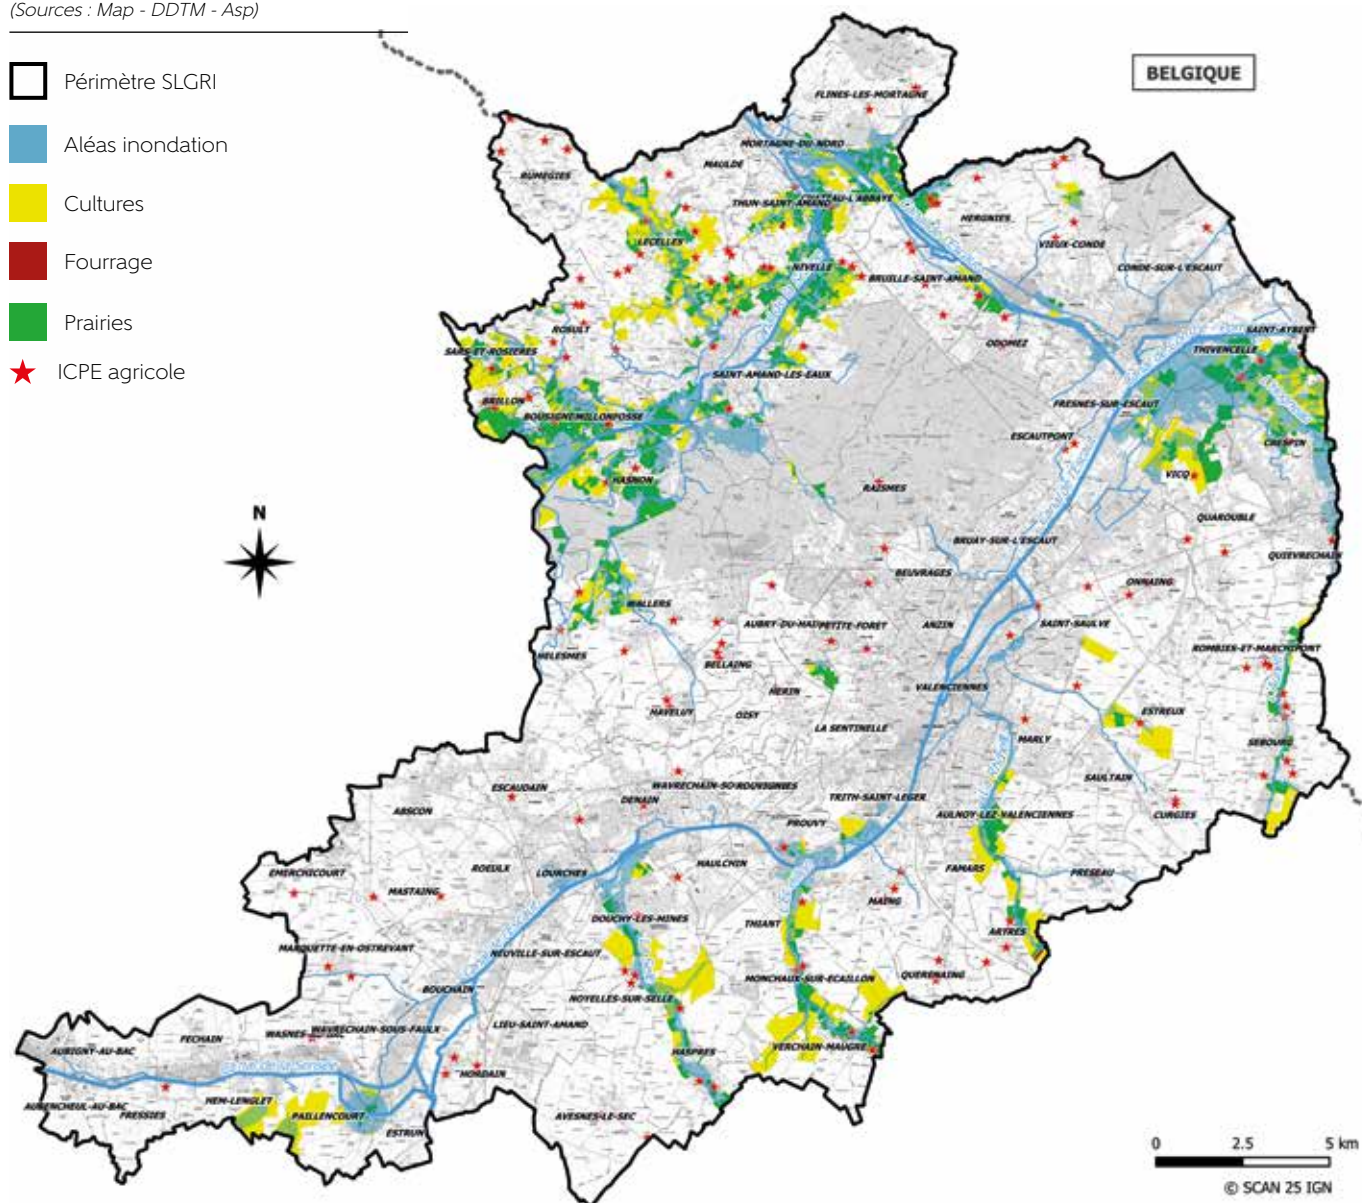 (Sources : Map - DDTM - Asp)
Périmètre SLGRI
Aléas inondation
Cultures
Fourrage
Prairies
ICPE agricole
BELGIQUE
FLINES-LES-MORTAGNE
MORTAGNE-DU-NORD
MAULDE
RUMEGIES
THUN-SAINT-AMAND
HERGNIES
LECELLES
VIEUX-CONDE
NIVELLE
BRUILLE-SAINT-AMAND
CONDE-SUR-L'ESCAUT
ROSULT
ODOMEZ
SAINT-AYBERT
SARS-ET-ROSIERES
THIVENCELLE
SAINT-AMAND-LES-EAUX
BRILLON
FRESNES-SUR-ESCAUT
BOUSIGNIES
MILLONFOSSE
ESCAUTPONT
CRESPIN
HASNON
VICQ
RAISMES
N
QUAROUBLE
BRUAY-SUR-L'ESCAUT
QUIEVRECHAIN
BEUVRAGES
ONNAING
WALLERS
AUBRY-DU-HAINAUT
PETITE-FORET
ANZIN
SAINT-SAULVE
HELESMES
BELLAING
ROMBIES-ET-MARCHIPONT
HERIN
VALENCIENNES
HAVELUY
OISY
ESTREUX
LA SENTINELLE
MARLY
SEBOURG
SAULTAIN
ESCAUDAIN
ROUVIGNIES
DENAIN
TRITH-SAINT-LEGER
ABSCON
AULNOY-LEZ-VALENCIENNES
CURGIES
PROUVY
HAULCHIN
EMERCHICOURT
ROEULX
LOURCHES
FAMARS
PRESEAU
MASTAING
MAING
DOUCHY-LES-MINES
THIANT
ARTRES
MARQUETTE-EN-OSTREVANT
NEUVILLE-SUR-ESCAUT
QUERENAING
MONCHAUX-SUR-ECAILLON
BOUCHAIN
NOYELLES-SUR-SELLE
LIEU-SAINT-AMAND
WAVRECHAIN-SOUS-FAULX
FECHAIN
VERCHAIN-MAUGRE
HASPRES
AUBIGNY-AU-BAC
Canal de la Sensée
HORDAIN
HEM-LENGLET
AUBENCHEUL-AU-BAC
FRESSIES
PAILLENCOURT
AVESNES-LE-SEC
ESTRUN
0 2.5 5 km
© SCAN 25 IGN